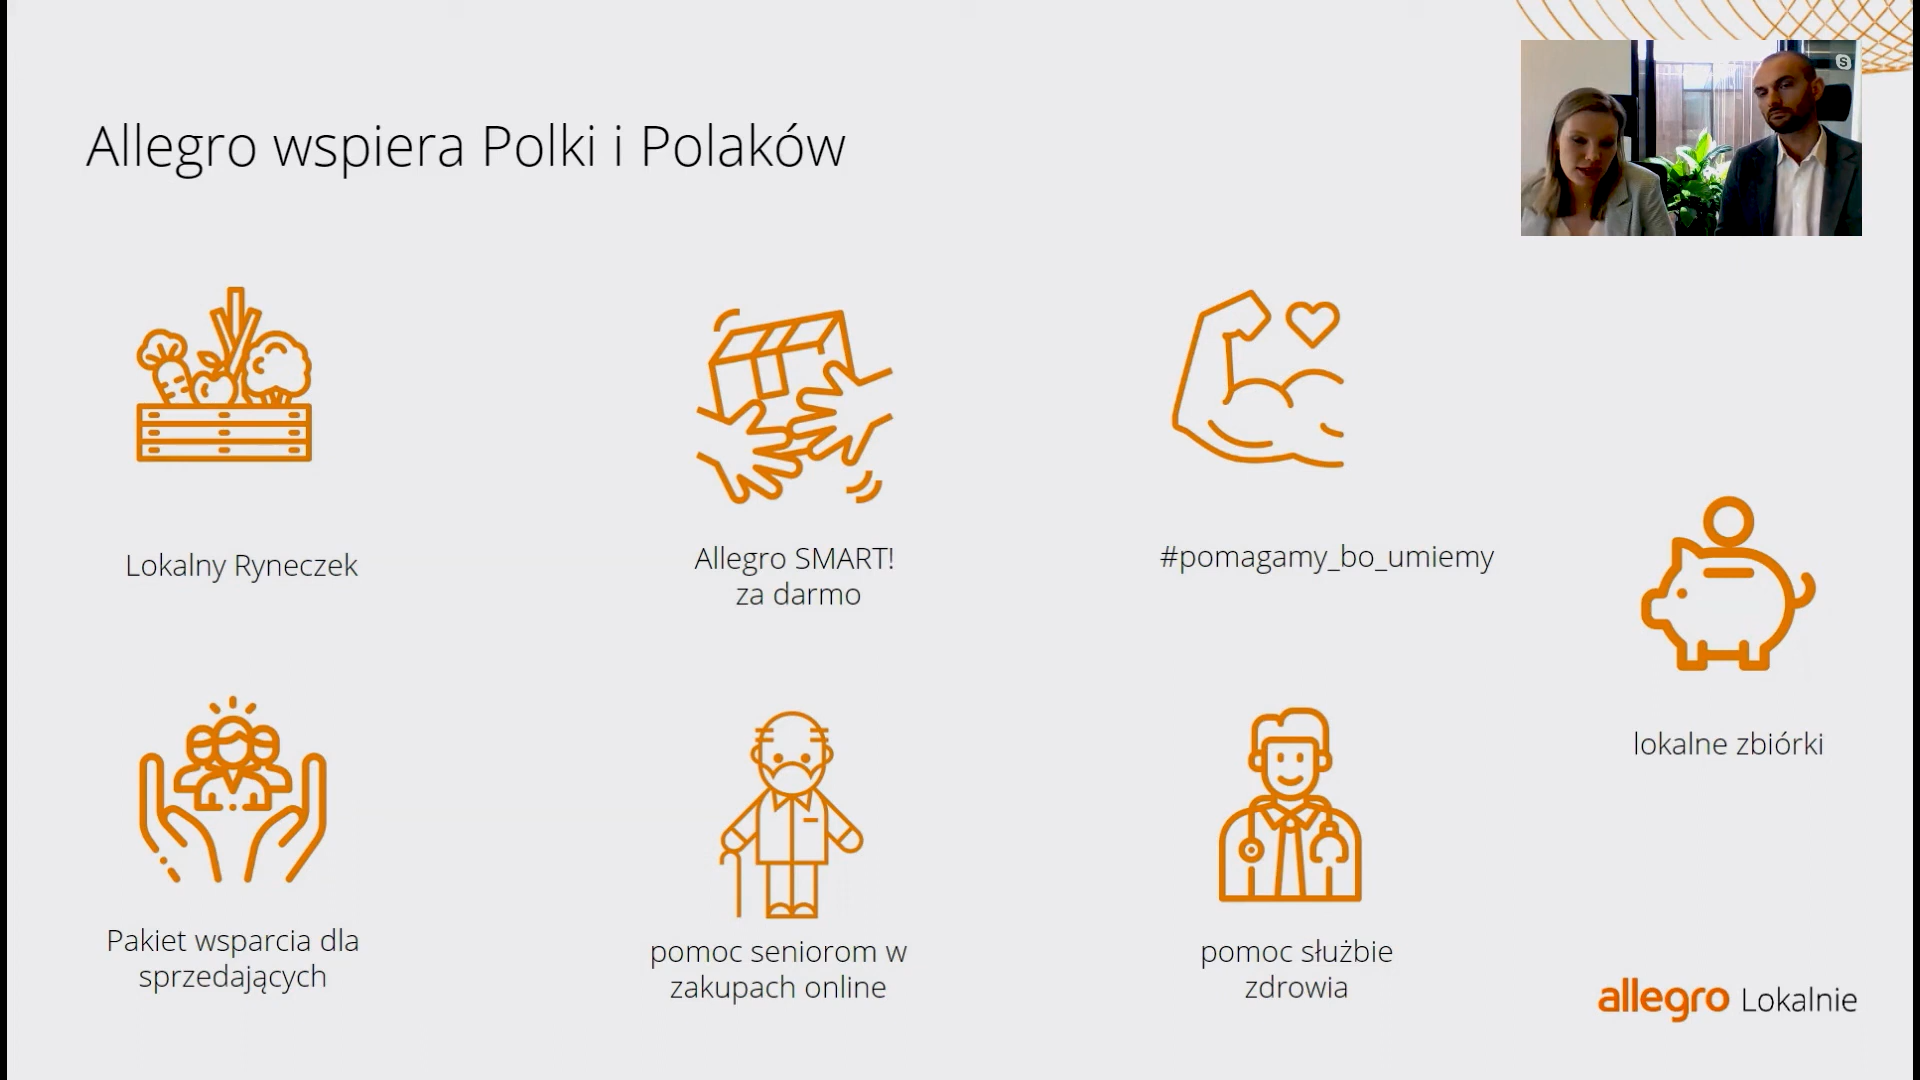 Allegro wspiera Polki i Polaków
Lokalny Ryneczek
Allegro SMART!
za darmo
#pomagamy_bo_umiemy
lokalne zbiórki
Pakiet wsparcia dla
sprzedających
pomoc seniorom w
zakupach online
pomoc służbie
zdrowia
allegro Lokalnie